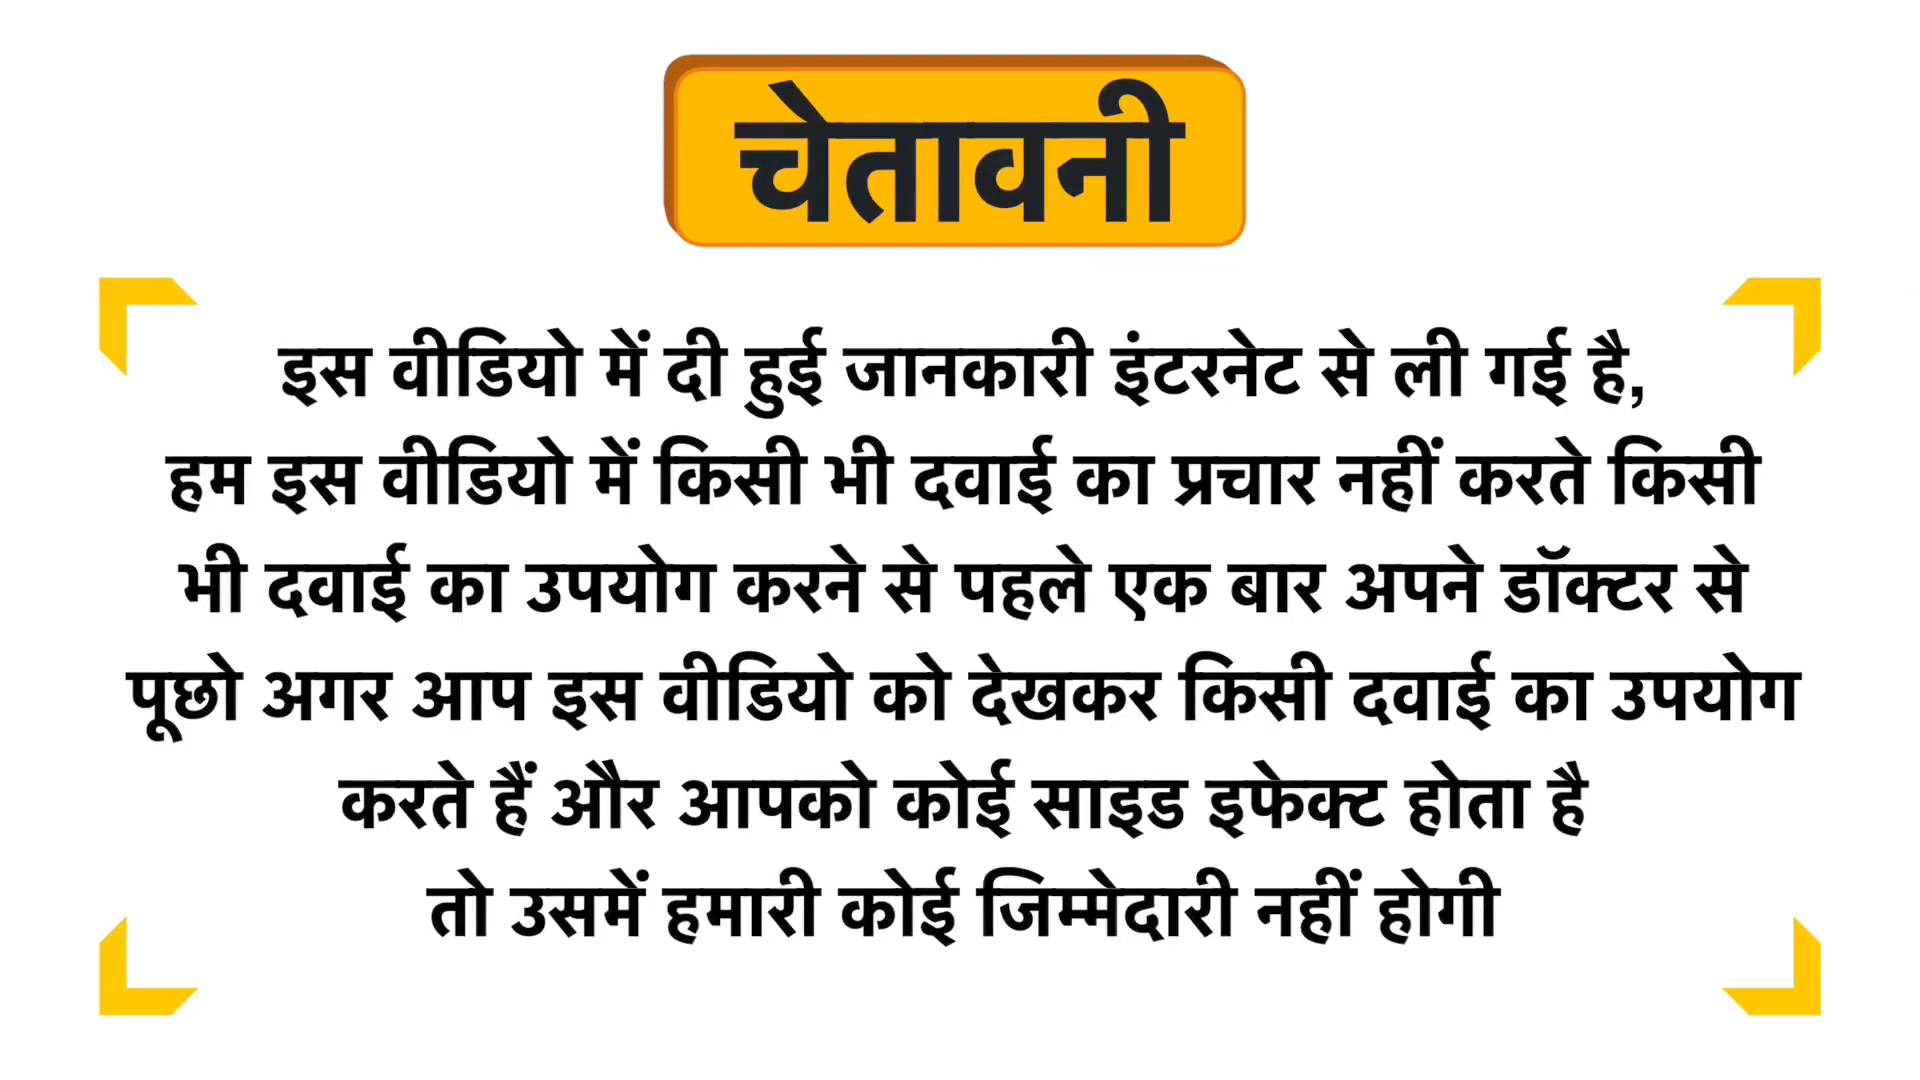 चेतावनी
इस वीडियो में दी हुई जानकारी इंटरनेट से ली गई है,
हम इस वीडियो में किसी भी दवाई का प्रचार नहीं करते किसी
भी दवाई का उपयोग करने से पहले एक बार अपने डॉक्टर से
पूछो अगर आप इस वीडियो को देखकर किसी दवाई का उपयोग
करते हैं और आपको कोई साइड इफेक्ट होता है
तो उसमें हमारी कोई जिम्मेदारी नहीं होगी